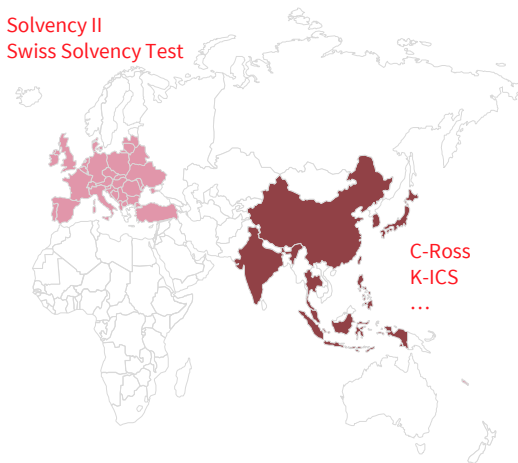 Solvency II
Swiss Solvency Test
C-Ross
K-ICS
...